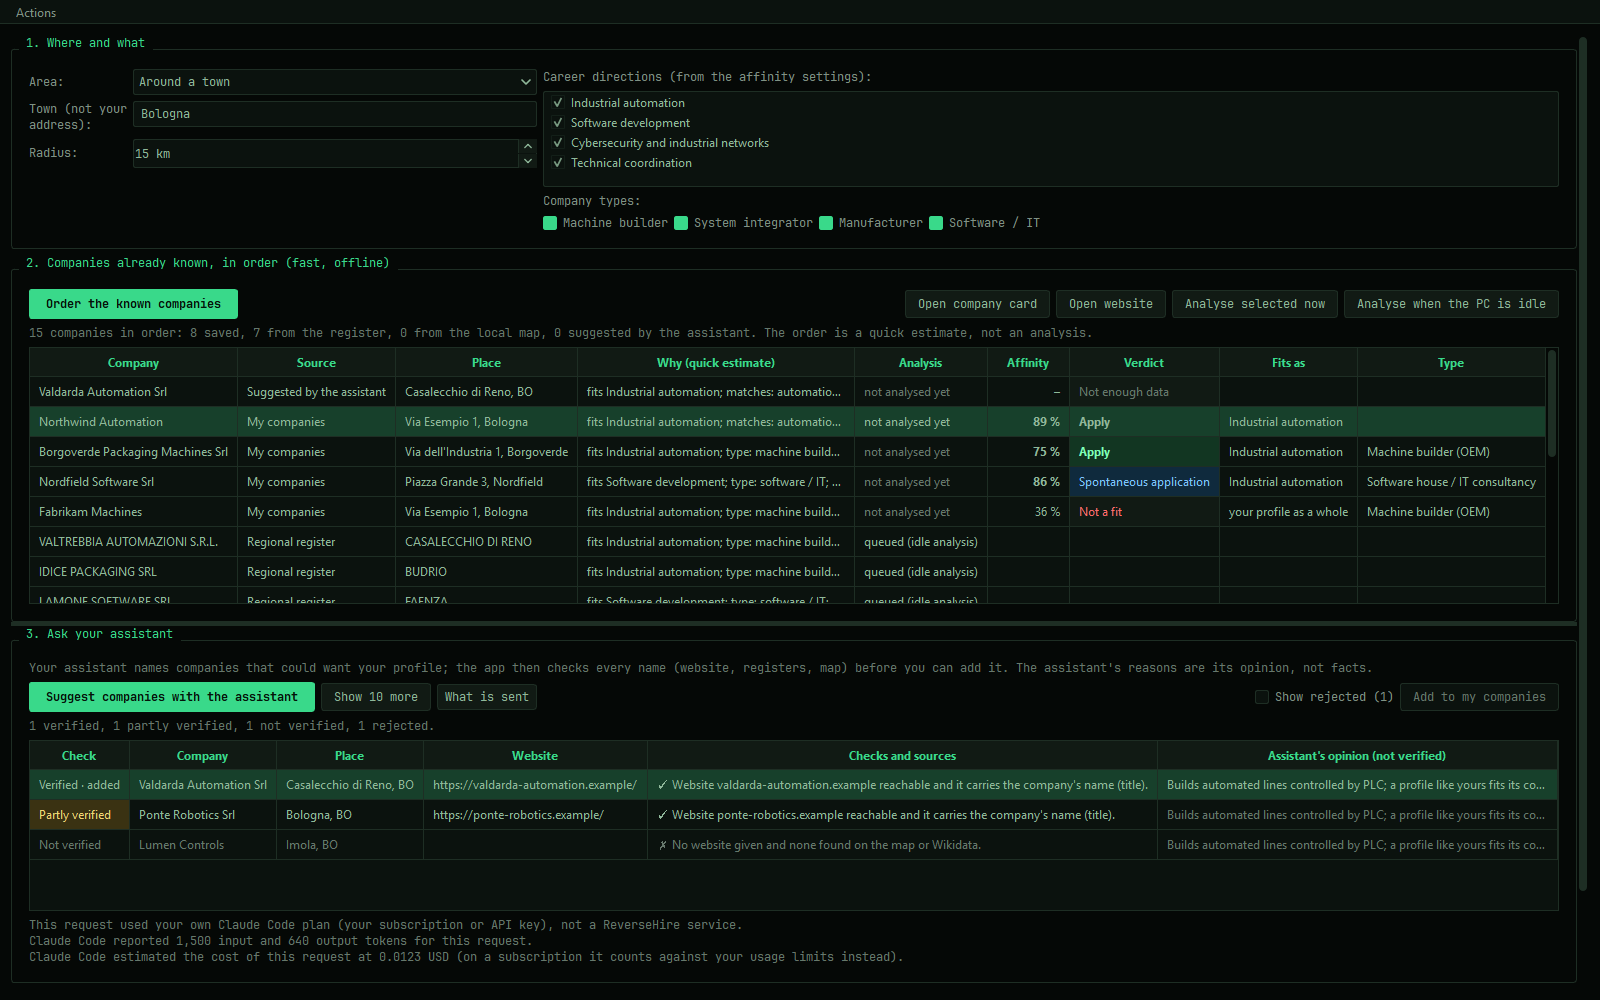 Actions
1. Where and what
Area:
Around a town
Town (not your
address):
Bologna
Radius:
15 km
Career directions (from the affinity settings):
Industrial automation
Software development
Cybersecurity and industrial networks
Technical coordination
Company types:
Machine builder System integrator Manufacturer Software / IT
2. Companies already known, in order (fast, offline)
Order the known companies Open company card Open website Analyse selected now Analyse when the PC is idle
15 companies in order: 8 saved, 7 from the register, 0 from the local map, 0 suggested by the assistant. The order is a quick estimate, not an analysis.
Company Source Place Why (quick estimate) Analysis Affinity Verdict Fits as Type
Valdarda Automation Srl Suggested by the assistant Casalecchio di Reno, BO fits Industrial automation; matches: automatio... not analysed yet – Not enough data
Northwind Automation My companies Via Esempio 1, Bologna fits Industrial automation; matches: automatio... not analysed yet 89 % Apply Industrial automation
Borgoverde Packaging Machines Srl My companies Via dell'Industria 1, Borgoverde fits Industrial automation; type: machine build... not analysed yet 75 % Apply Industrial automation Machine builder (OEM)
Nordfield Software Srl My companies Piazza Grande 3, Nordfield fits Software development; type: software / IT; ... not analysed yet 86 % Spontaneous application Industrial automation Software house / IT consultancy
Fabrikam Machines My companies Via Esempio 1, Bologna fits Industrial automation; type: machine build... not analysed yet 36 % Not a fit your profile as a whole Machine builder (OEM)
VALTREBBIA AUTOMAZIONI S.R.L. Regional register CASALECCHIO DI RENO fits Industrial automation; type: machine build... queued (idle analysis)
IDICE PACKAGING SRL Regional register BUDRIO fits Industrial automation; type: machine build... queued (idle analysis)
LAMONE SOFTWARE SRL Regional register FAENZA fits Software development; type: software / IT; queued (idle analysis)
3. Ask your assistant
Your assistant names companies that could want your profile; the app then checks every name (website, registers, map) before you can add it. The assistant's reasons are its opinion, not facts.
Suggest companies with the assistant Show 10 more What is sent Show rejected (1) Add to my companies
1 verified, 1 partly verified, 1 not verified, 1 rejected.
Check Company Place Website Checks and sources Assistant's opinion (not verified)
Verified · added Valdarda Automation Srl Casalecchio di Reno, BO https://valdarda-automation.example/ ✓ Website valdarda-automation.example reachable and it carries the company's name (title). Builds automated lines controlled by PLC; a profile like yours fits its co...
Partly verified Ponte Robotics Srl Bologna, BO https://ponte-robotics.example/ ✓ Website ponte-robotics.example reachable and it carries the company's name (title). Builds automated lines controlled by PLC; a profile like yours fits its co...
Not verified Lumen Controls Imola, BO ✗ No website given and none found on the map or Wikidata. Builds automated lines controlled by PLC; a profile like yours fits its co...
This request used your own Claude Code plan (your subscription or API key), not a ReverseHire service.
Claude Code reported 1,500 input and 640 output tokens for this request.
Claude Code estimated the cost of this request at 0.0123 USD (on a subscription it counts against your usage limits instead).